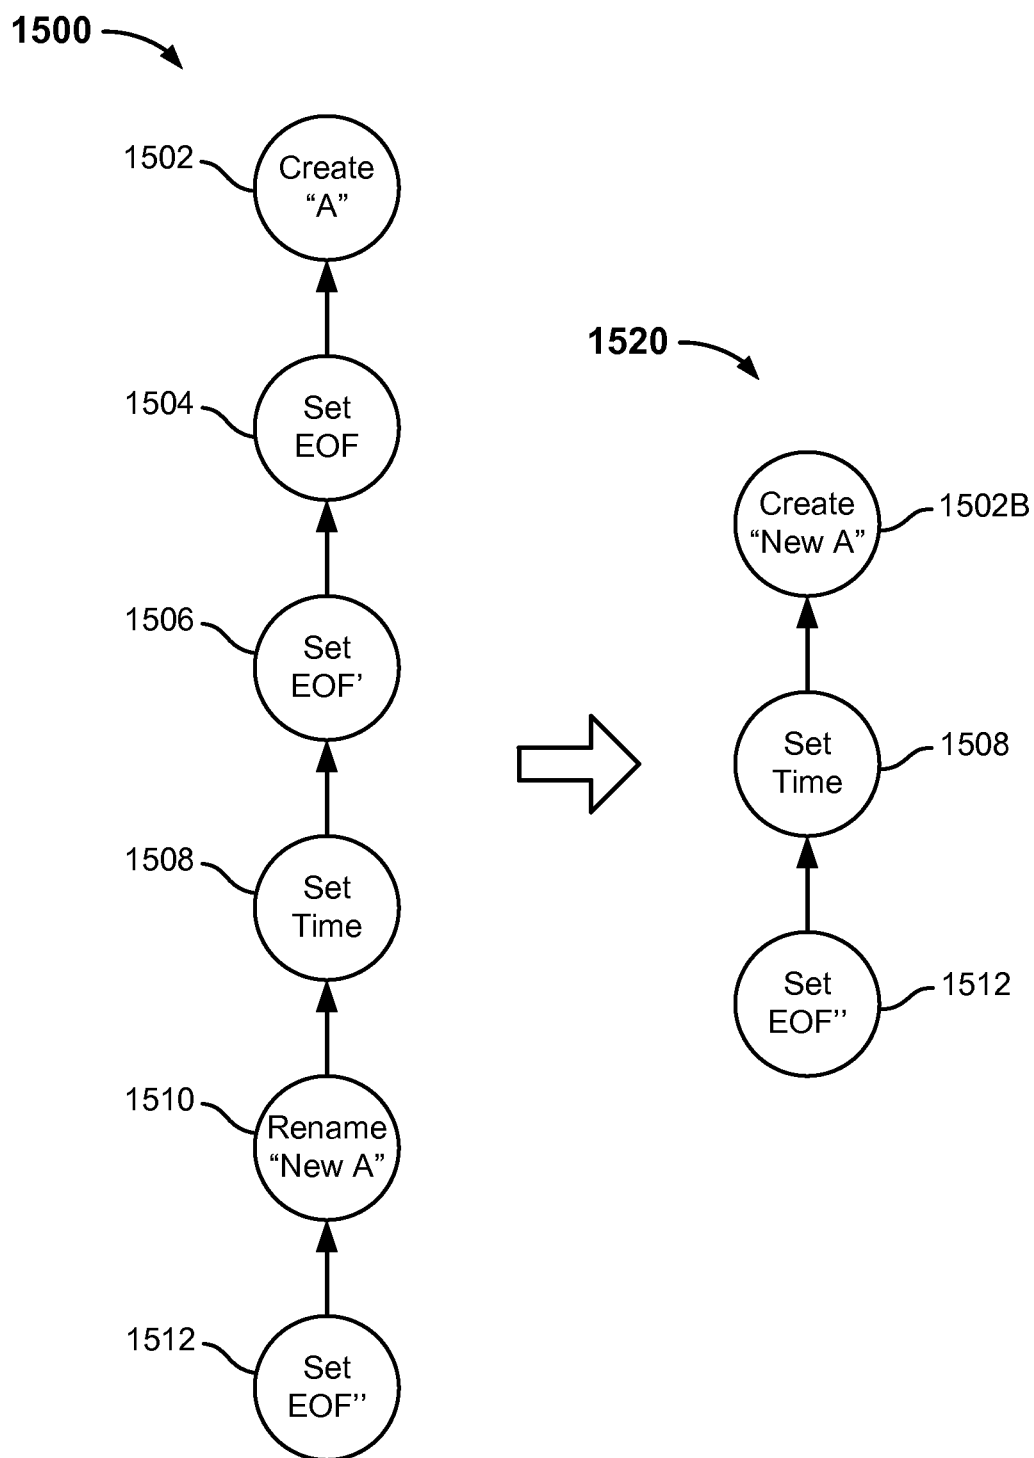 1500
1502
Create
“A”
1504
Set
EOF
1506
Set
EOF’
1508
Set
Time
1510
Rename
“New A”
1512
Set
EOF’’
1520
Create
“New A”
1502B
Set
Time
1508
Set
EOF’’
1512